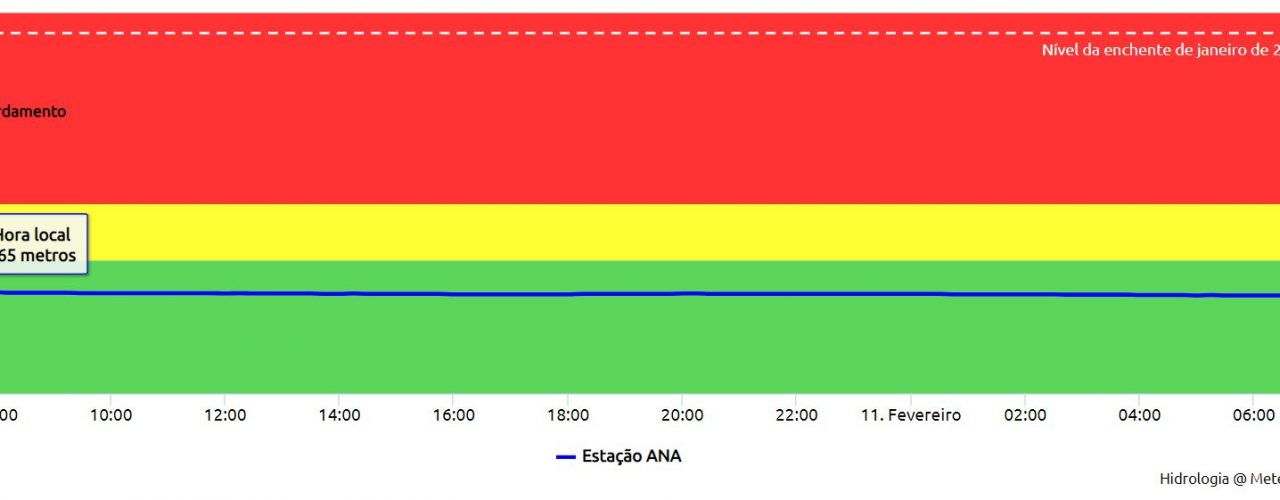 Nível da enchente de janeiro de 2
rdamento
Hora local
65 metros
00 10:00 12:00 14:00 16:00 18:00 20:00 22:00 11. Fevereiro 02:00 04:00 06:00
Estação ANA
Hidrologia @ Mete